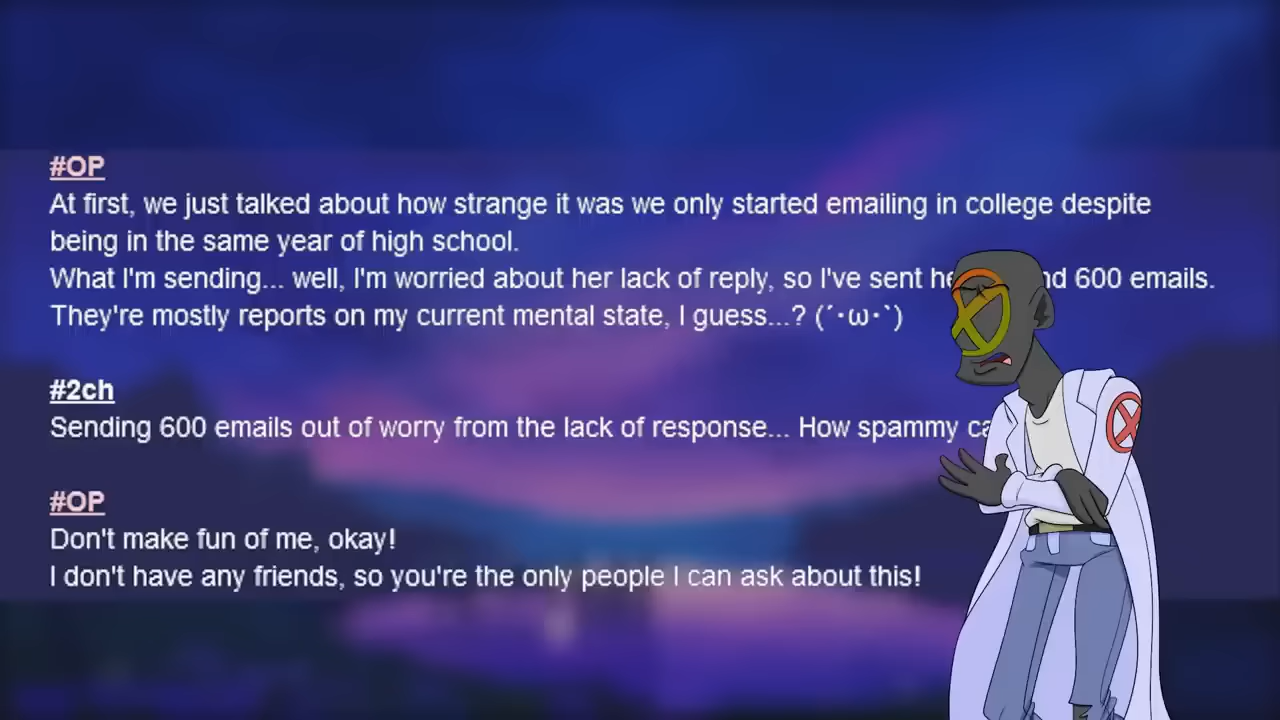 #OP
At first, we just talked about how strange it was we only started emailing in college despite
being in the same year of high school.
What I'm sending... well, I'm worried about her lack of reply, so I've sent 600 emails.
They're mostly reports on my current mental state, I guess...? (´･ω･`)
#2ch
Sending 600 emails out of worry from the lack of response... How spammy
#OP
Don't make fun of me, okay!
I don't have any friends, so you're the only people I can ask about this!